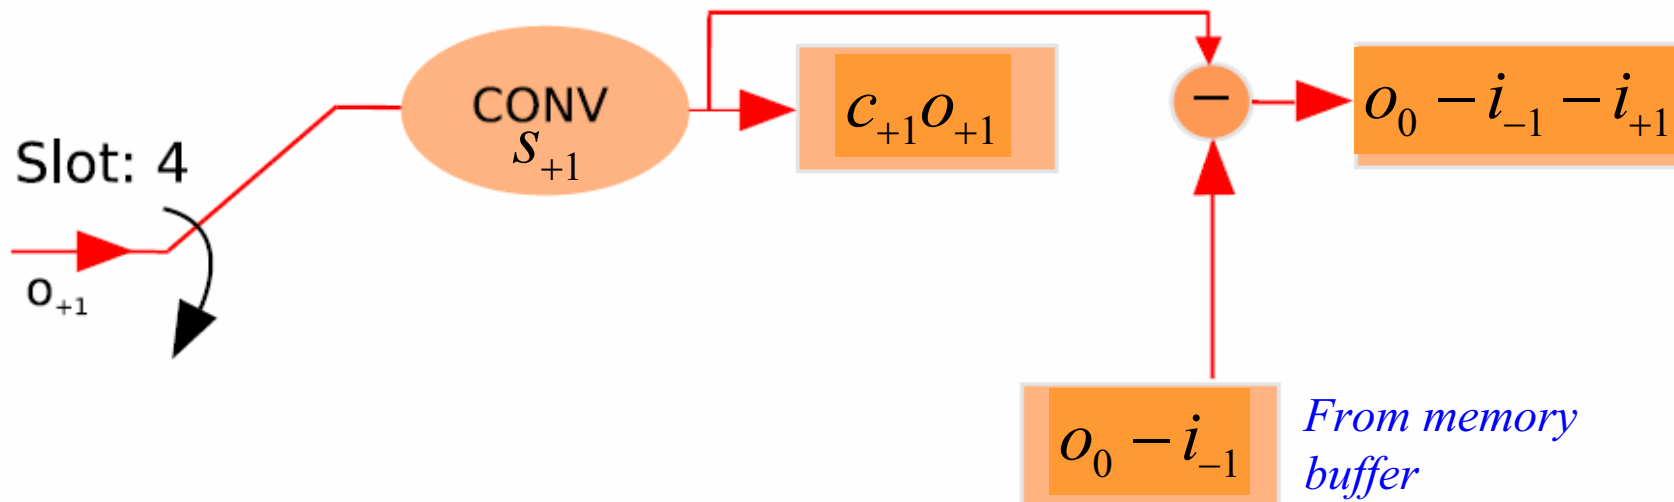 CONV
s₊₁
c₊₁o₊₁
−
o₀ − i₋₁ − i₊₁
Slot: 4
o₊₁
o₀ − i₋₁
From memory
buffer